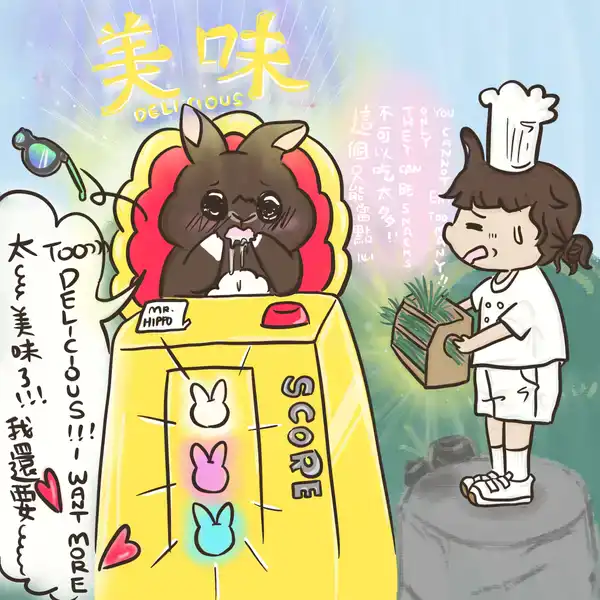 美味
DELICIOUS
TOO~~ DELICIOUS!!! I WANT MORE
太~~~美味了!!! 我還要~~
MR.
HIPPO
SCORE
YOU CANNOT E TOO ANY!!
ONLY
THEY CAN BE SNACKS
不可以吃太多!!
這個只能當點心